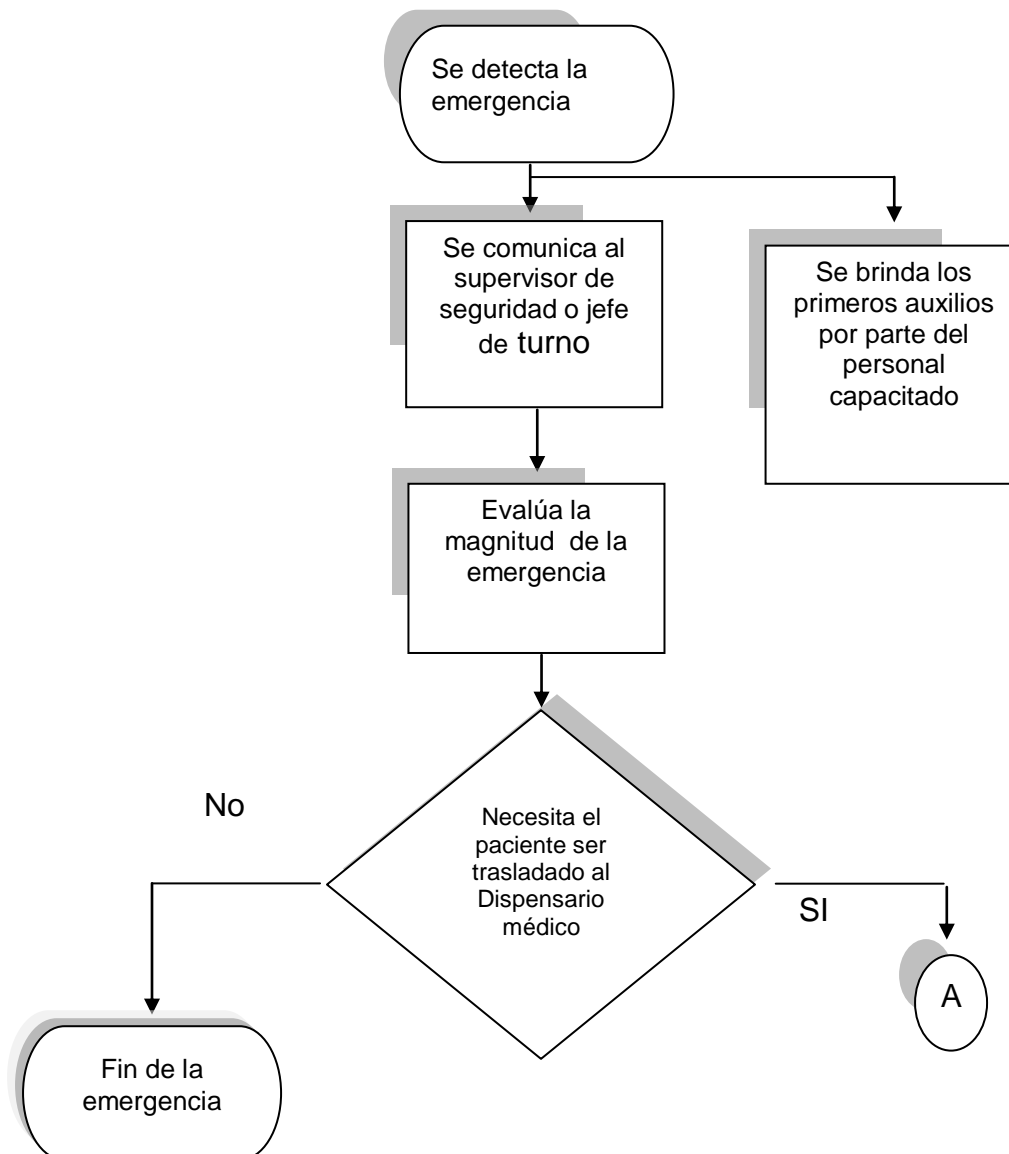 Se detecta la
emergencia
Se comunica al
supervisor de
seguridad o jefe
de turno
Se brinda los
primeros auxilios
por parte del
personal
capacitado
Evalúa la
magnitud de la
emergencia
No
Necesita el
paciente ser
trasladado al
Dispensario
médico
SI
A
Fin de la
emergencia